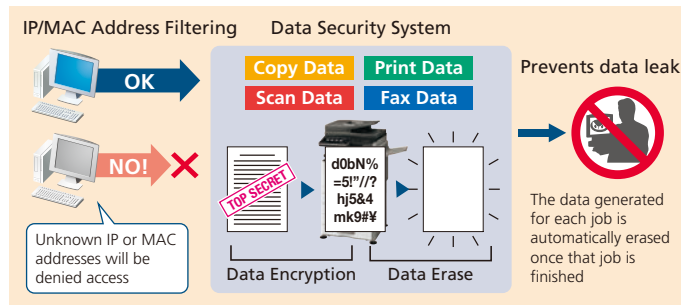 IP/MAC Address Filtering
Data Security System
OK
Copy Data
Print Data
Scan Data
Fax Data
Prevents data leak
NO!
TOP SECRET
d0bN%
=5!"//?
hj5&4
mk9#¥
Unknown IP or MAC
addresses will be
denied access
Data Encryption
Data Erase
The data generated
for each job is
automatically erased
once that job is
finished